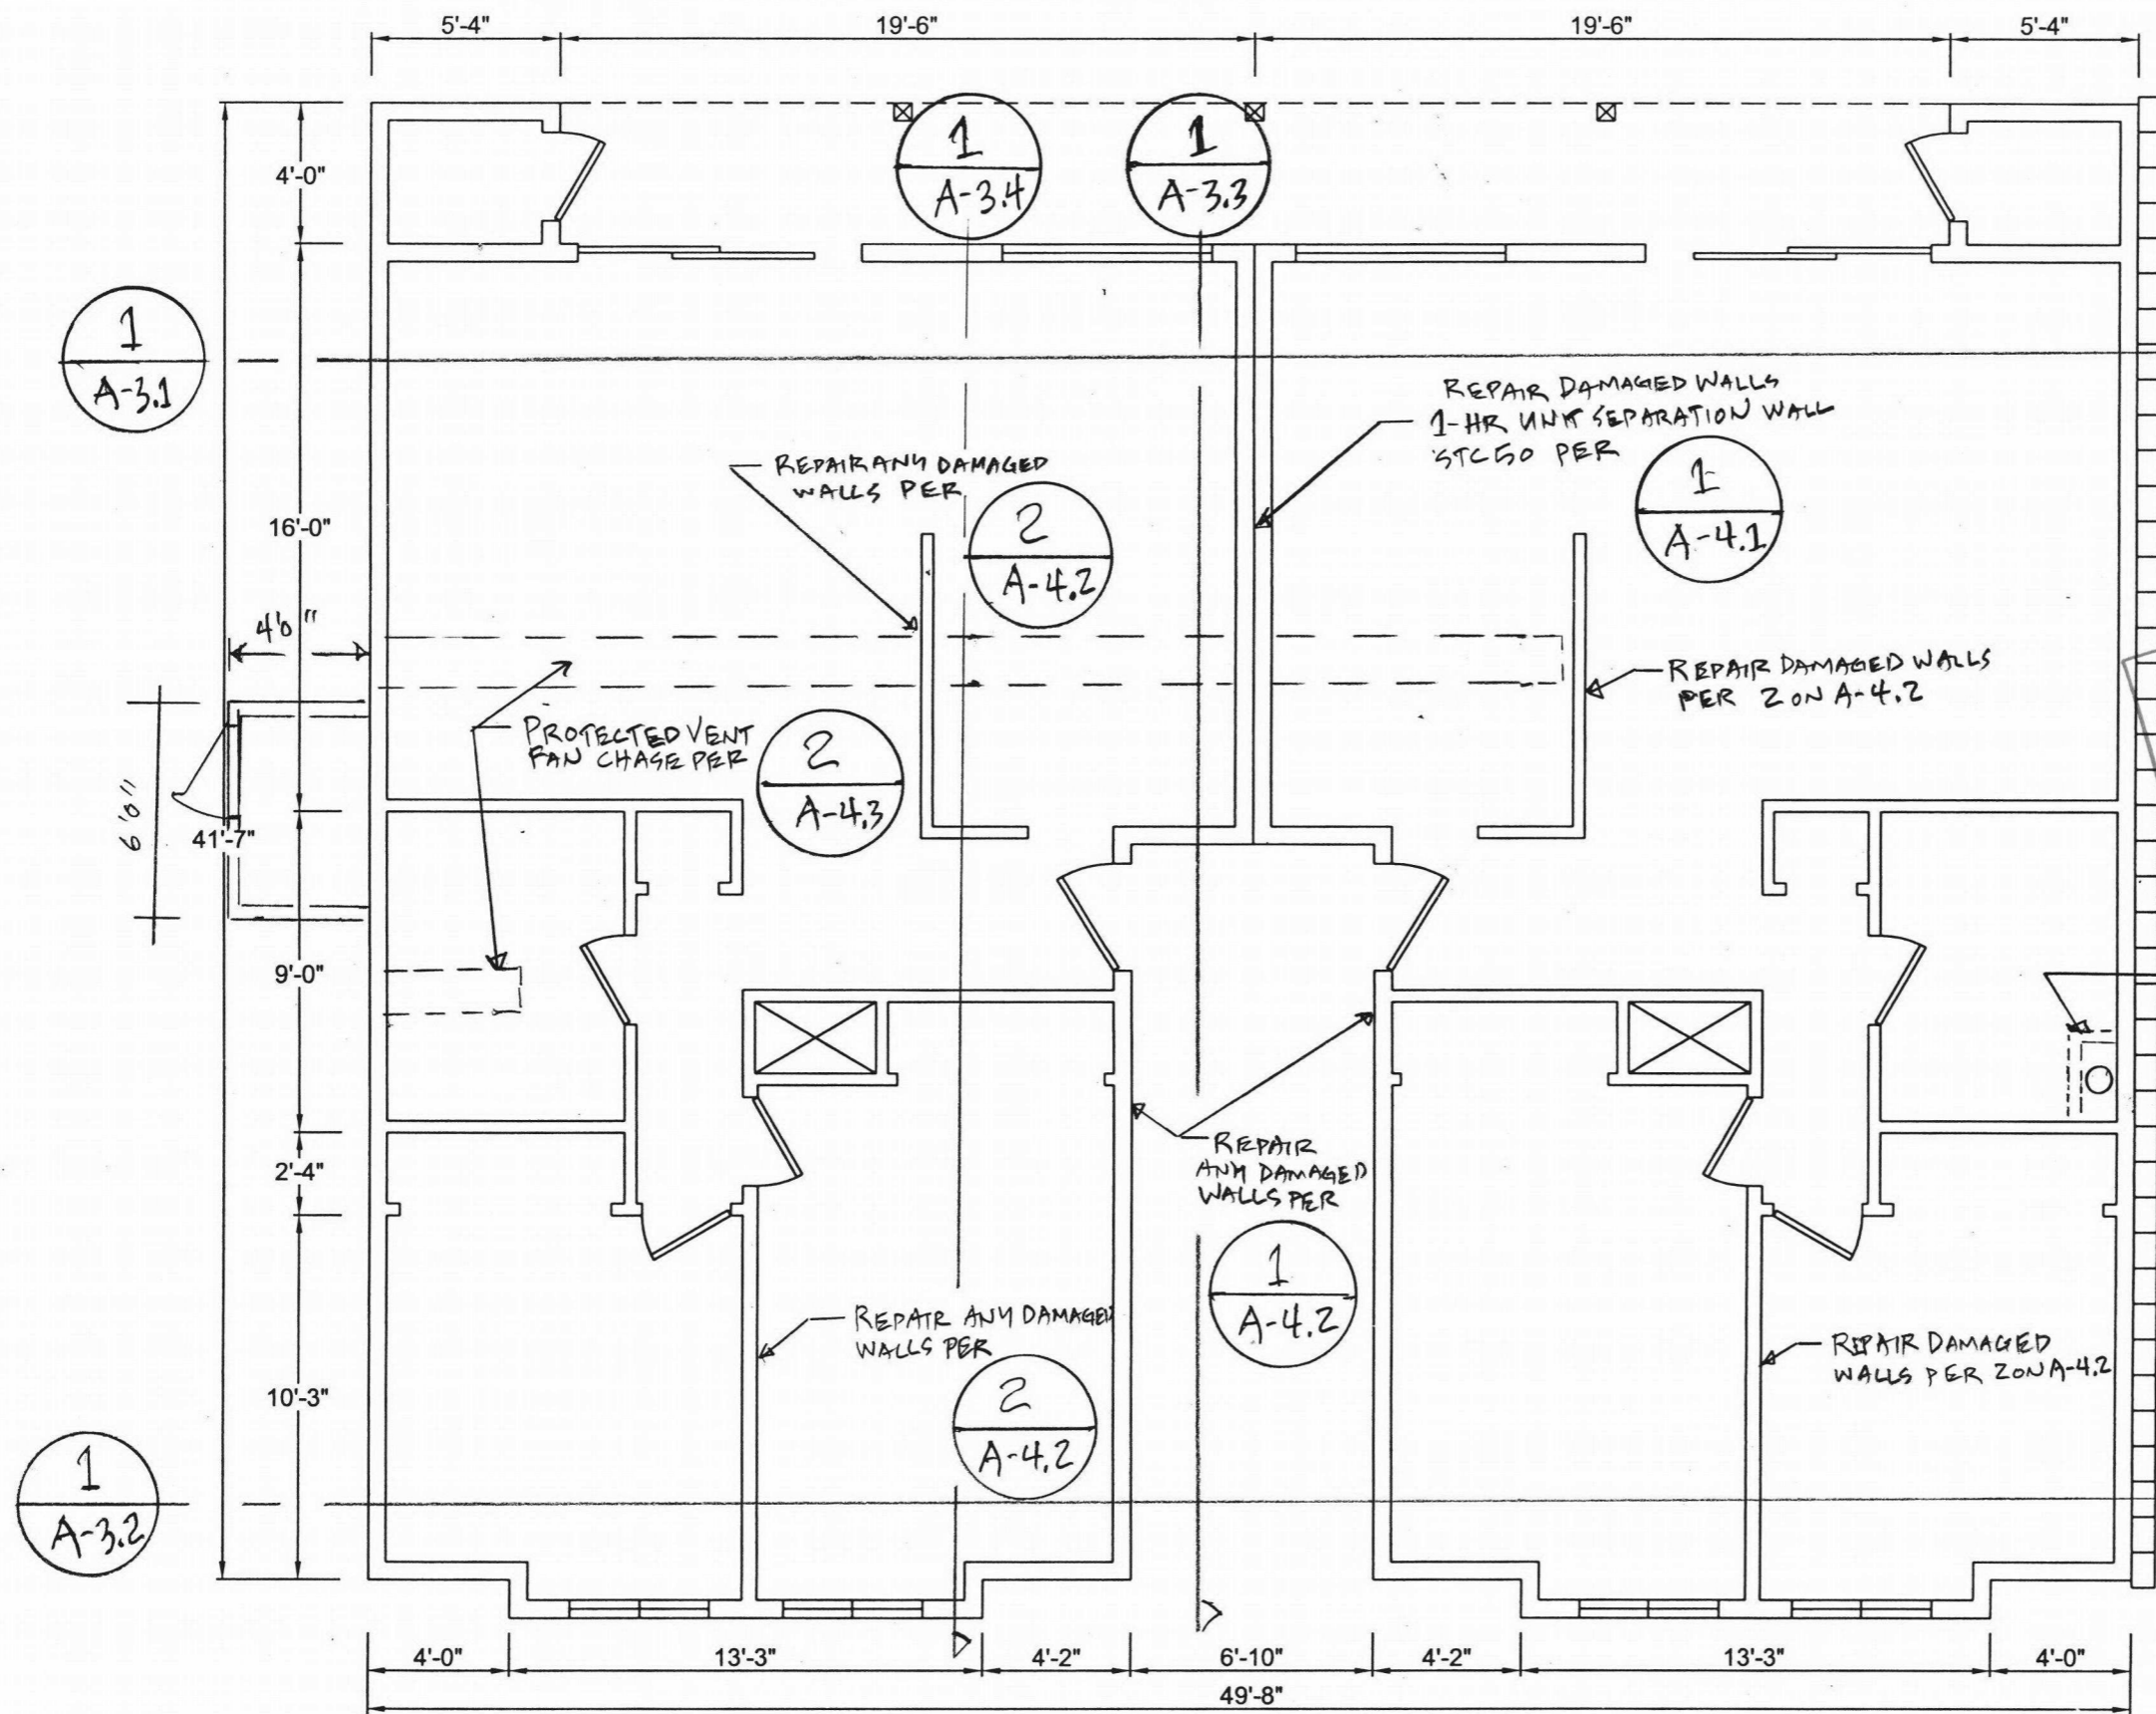 5'-4"
19'-6"
19'-6"
5'-4"
4'-0"
1
A-3.4
1
A-3.3
1
A-3.1
REPAIR DAMAGED WALLS
1-HR UNIT SEPARATION WALL
STC50 PER
1
A-4.1
REPAIR ANY DAMAGED
WALLS PER
2
A-4.2
16'-0"
4'0"
REPAIR DAMAGED WALLS
PER 2 ON A-4.2
PROTECTED VENT
FAN CHASE PER
2
A-4.3
6'0"
41'-7"
9'-0"
2'-4"
REPAIR
ANY DAMAGED
WALLS PER
1
A-4.2
REPAIR ANY DAMAGED
WALLS PER
2
A-4.2
REPAIR DAMAGED
WALLS PER 2 ON A-4.2
10'-3"
1
A-3.2
4'-0"
13'-3"
4'-2"
6'-10"
4'-2"
13'-3"
4'-0"
49'-8"